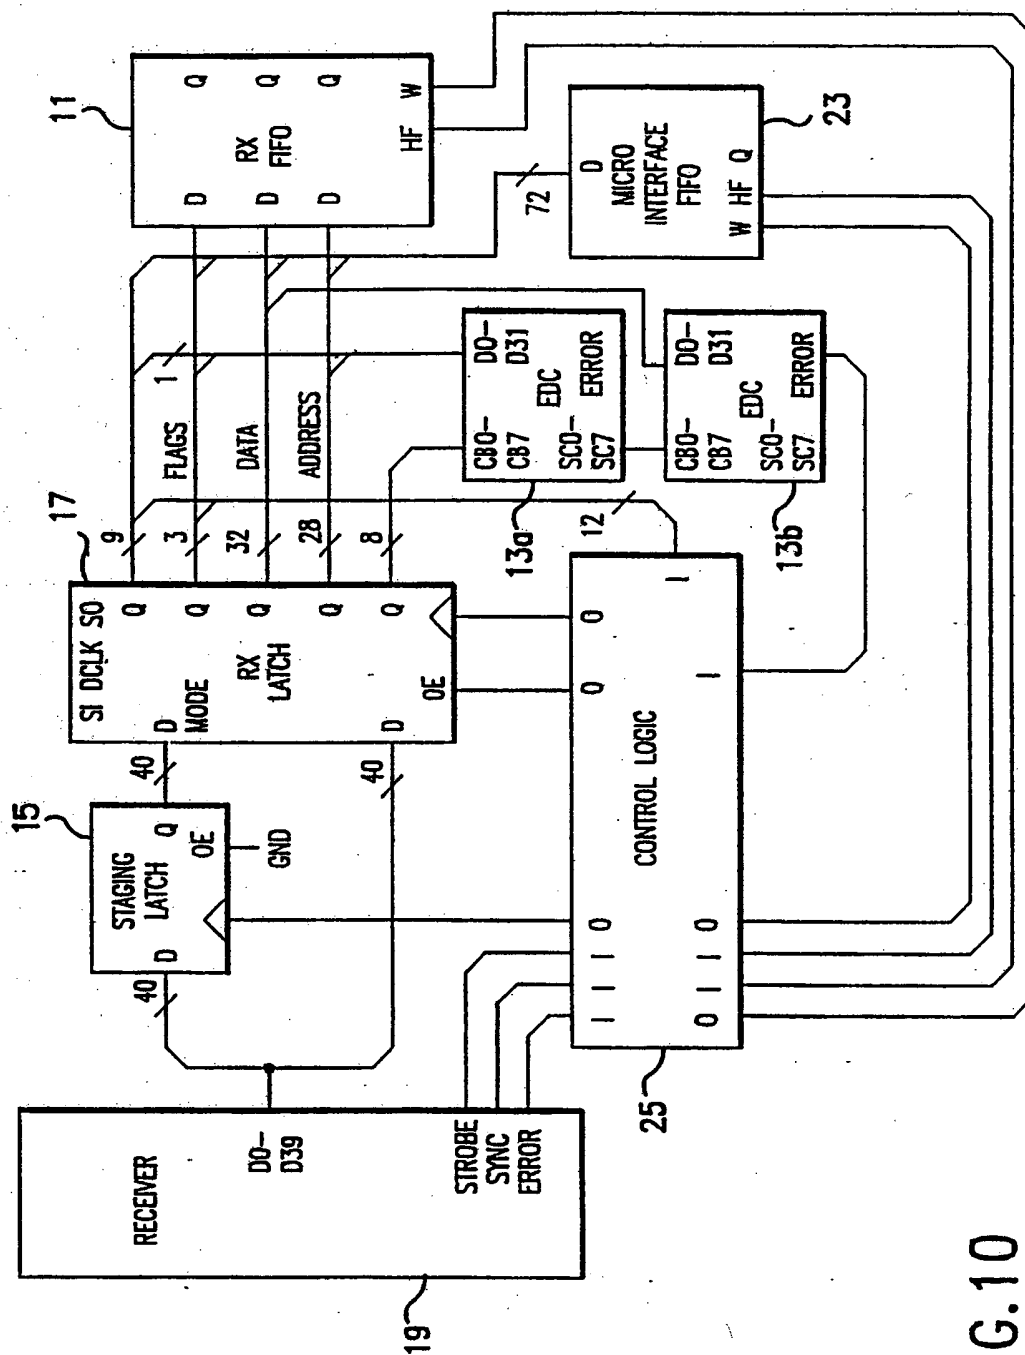 11
RX
FIFO
D
D
D
Q
Q
Q
HF
W
MICRO
INTERFACE
FIFO
D
W HF Q
23
72
17
SI DCLK SO
MODE
RX
LATCH
D
D
OE
Q
Q
Q
Q
Q
9
3
32
28
8
FLAGS
DATA
ADDRESS
1
12
CB0-
CB7
D0-
D31
EDC
SC0-
SC7
ERROR
13a
CB0-
CB7
D0-
D31
EDC
SC0-
SC7
ERROR
13b
15
STAGING
LATCH
D
Q
OE
GND
40
40
40
RECEIVER
D0-
D39
STROBE
SYNC
ERROR
19
CONTROL LOGIC
I
I
I
O
O
O
I
I
O
I
I
O
25
G.10